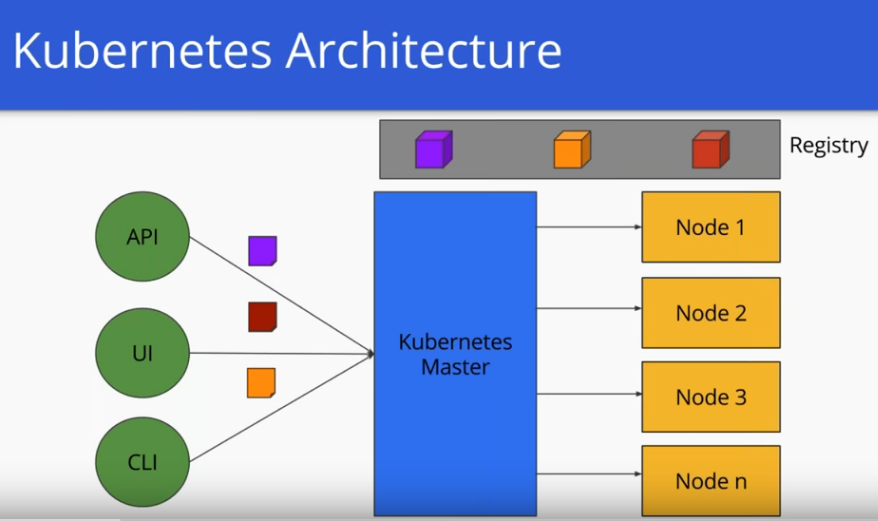 Kubernetes Architecture
Registry
API
UI
CLI
Kubernetes
Master
Node 1
Node 2
Node 3
Node n